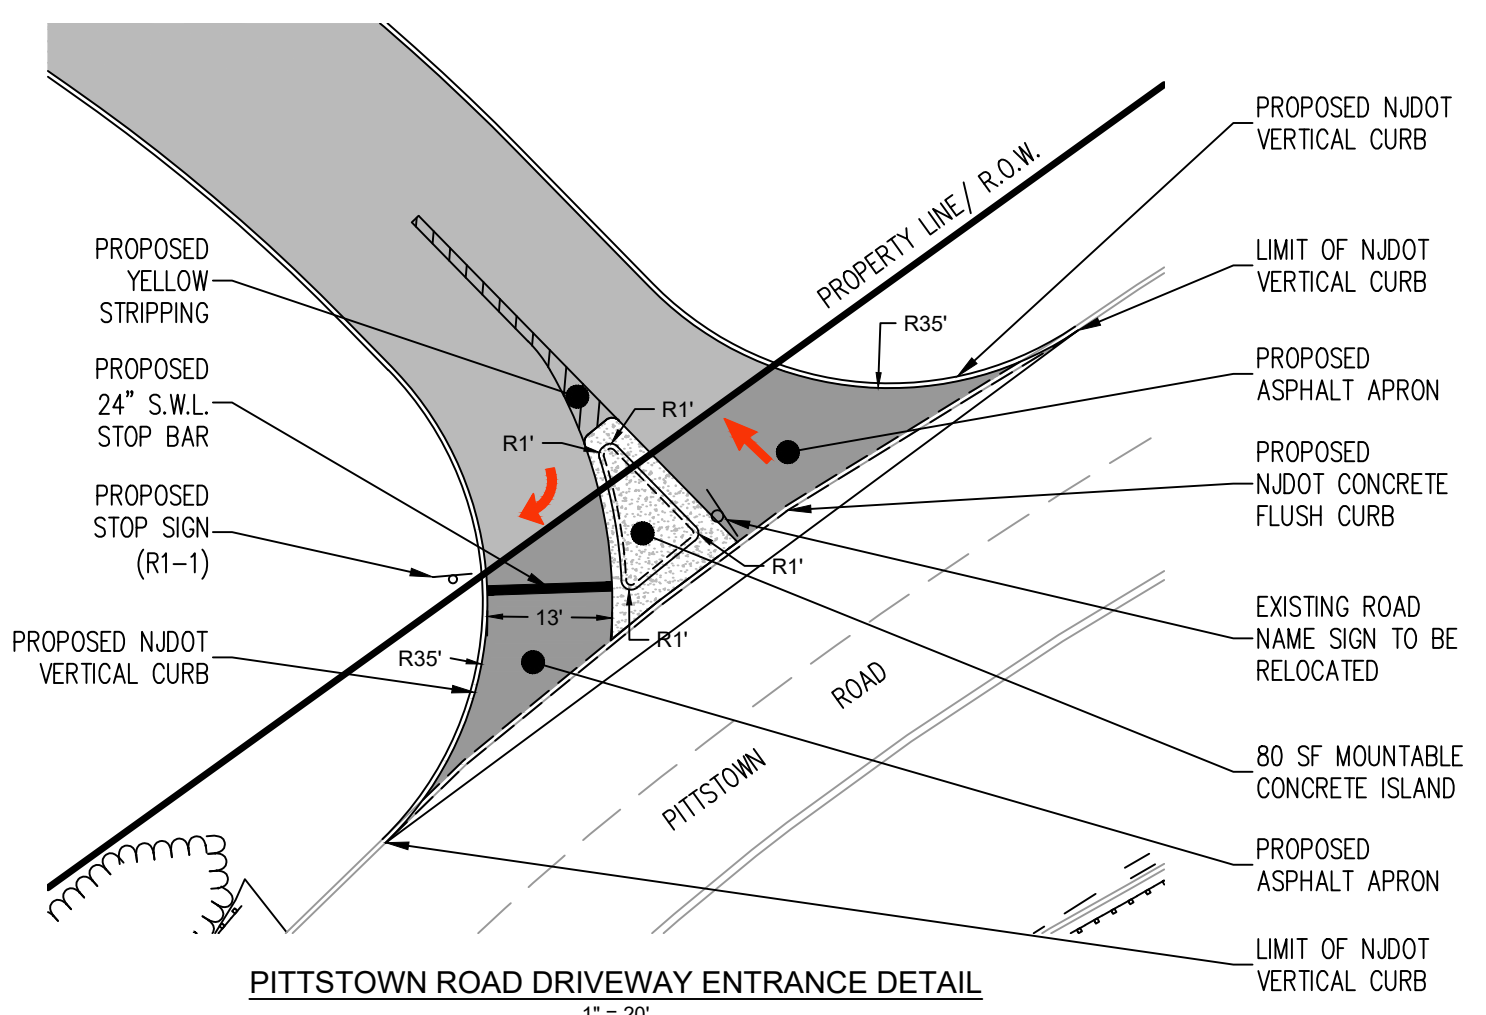 PROPOSED NJDOT
VERTICAL CURB
PROPERTY LINE/ R.O.W.
LIMIT OF NJDOT
VERTICAL CURB
PROPOSED
YELLOW
STRIPPING
R35'
PROPOSED
ASPHALT APRON
PROPOSED
24" S.W.L.
STOP BAR
R1'
R1'
PROPOSED
NJDOT CONCRETE
FLUSH CURB
PROPOSED
STOP SIGN
(R1-1)
R1'
EXISTING ROAD
NAME SIGN TO BE
RELOCATED
13'
R1'
PROPOSED NJDOT
VERTICAL CURB
R35'
PITTSTOWN ROAD
80 SF MOUNTABLE
CONCRETE ISLAND
PROPOSED
ASPHALT APRON
LIMIT OF NJDOT
VERTICAL CURB
PITTSTOWN ROAD DRIVEWAY ENTRANCE DETAIL
1" = 20'